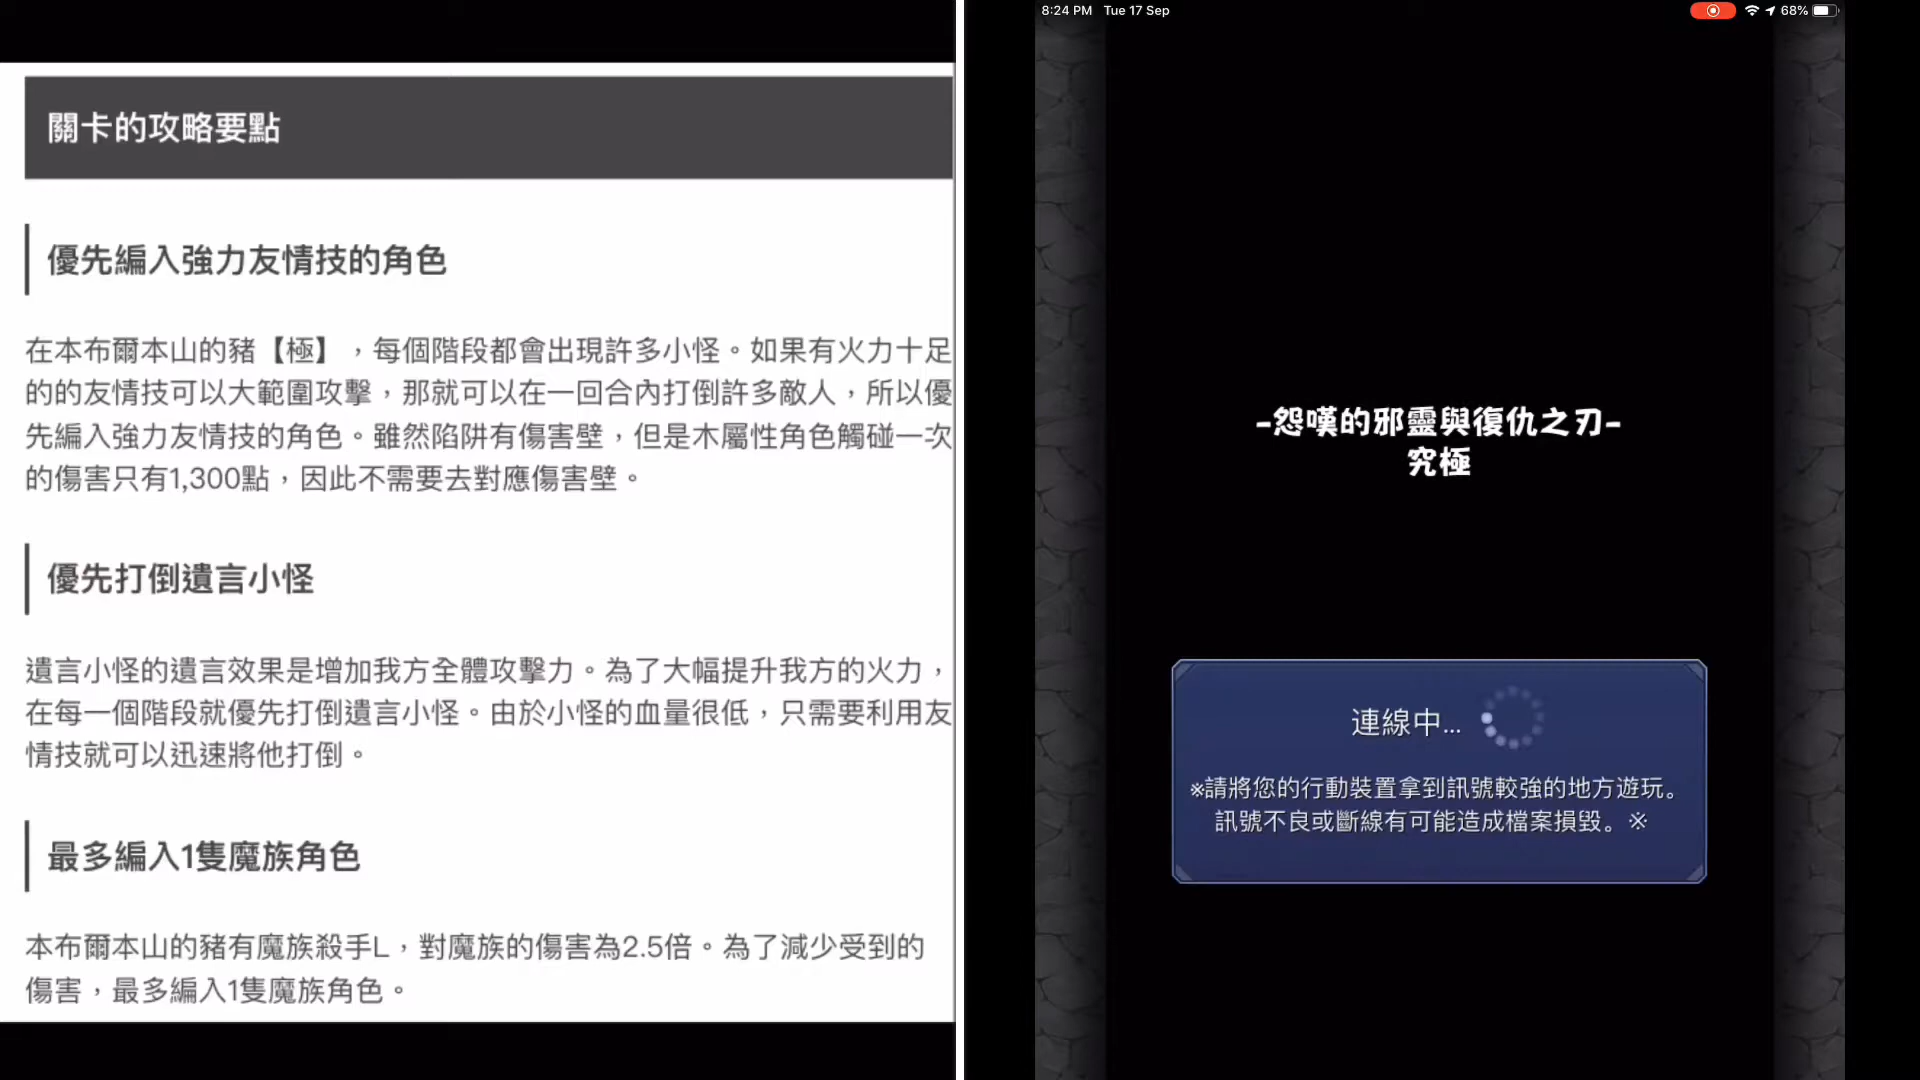 關卡的攻略要點
優先編入強力友情技的角色
在本布爾本山的豬【極】，每個階段都會出現許多小怪。如果有火力十足
的的友情技可以大範圍攻擊，那就可以在一回合內打倒許多敵人，所以優
先編入強力友情技的角色。雖然陷阱有傷害壁，但是木屬性角色觸碰一次
的傷害只有1,300點，因此不需要去對應傷害壁。
優先打倒遺言小怪
遺言小怪的遺言效果是增加我方全體攻擊力。為了大幅提升我方的火力，
在每一個階段就優先打倒遺言小怪。由於小怪的血量很低，只需要利用友
情技就可以迅速將他打倒。
最多編入1隻魔族角色
本布爾本山的豬有魔族殺手L，對魔族的傷害為2.5倍。為了減少受到的
傷害，最多編入1隻魔族角色。
8:24 PM Tue 17 Sep
68%
-怨嘆的邪靈與復仇之刃-
究極
連線中...
※請將您的行動裝置拿到訊號較強的地方遊玩。
訊號不良或斷線有可能造成檔案損毀。※